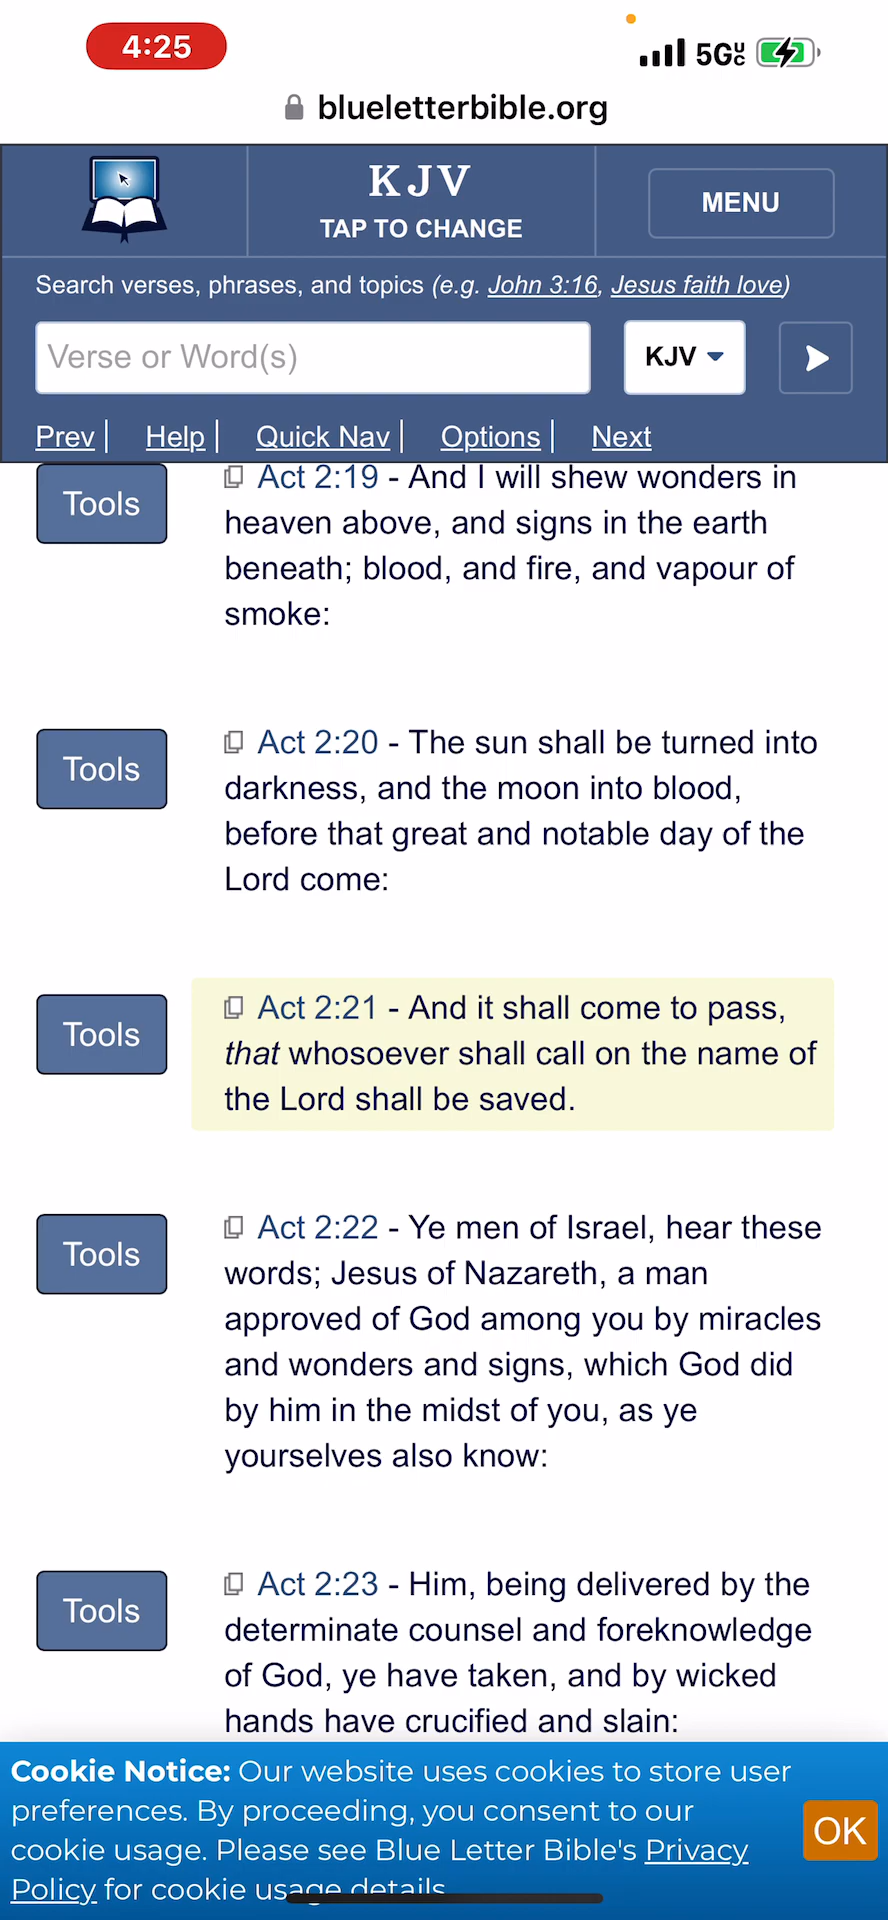 4:25
5G UC
blueletterbible.org
KJV
TAP TO CHANGE
MENU
Search verses, phrases, and topics (e.g. John 3:16, Jesus faith love)
Verse or Word(s)
KJV
Prev | Help | Quick Nav | Options | Next
Tools
Act 2:19 - And I will shew wonders in
heaven above, and signs in the earth
beneath; blood, and fire, and vapour of
smoke:
Tools
Act 2:20 - The sun shall be turned into
darkness, and the moon into blood,
before that great and notable day of the
Lord come:
Tools
Act 2:21 - And it shall come to pass,
that whosoever shall call on the name of
the Lord shall be saved.
Tools
Act 2:22 - Ye men of Israel, hear these
words; Jesus of Nazareth, a man
approved of God among you by miracles
and wonders and signs, which God did
by him in the midst of you, as ye
yourselves also know:
Tools
Act 2:23 - Him, being delivered by the
determinate counsel and foreknowledge
of God, ye have taken, and by wicked
hands have crucified and slain:
Cookie Notice: Our website uses cookies to store user
preferences. By proceeding, you consent to our
cookie usage. Please see Blue Letter Bible's Privacy
Policy for cookie usage details
OK